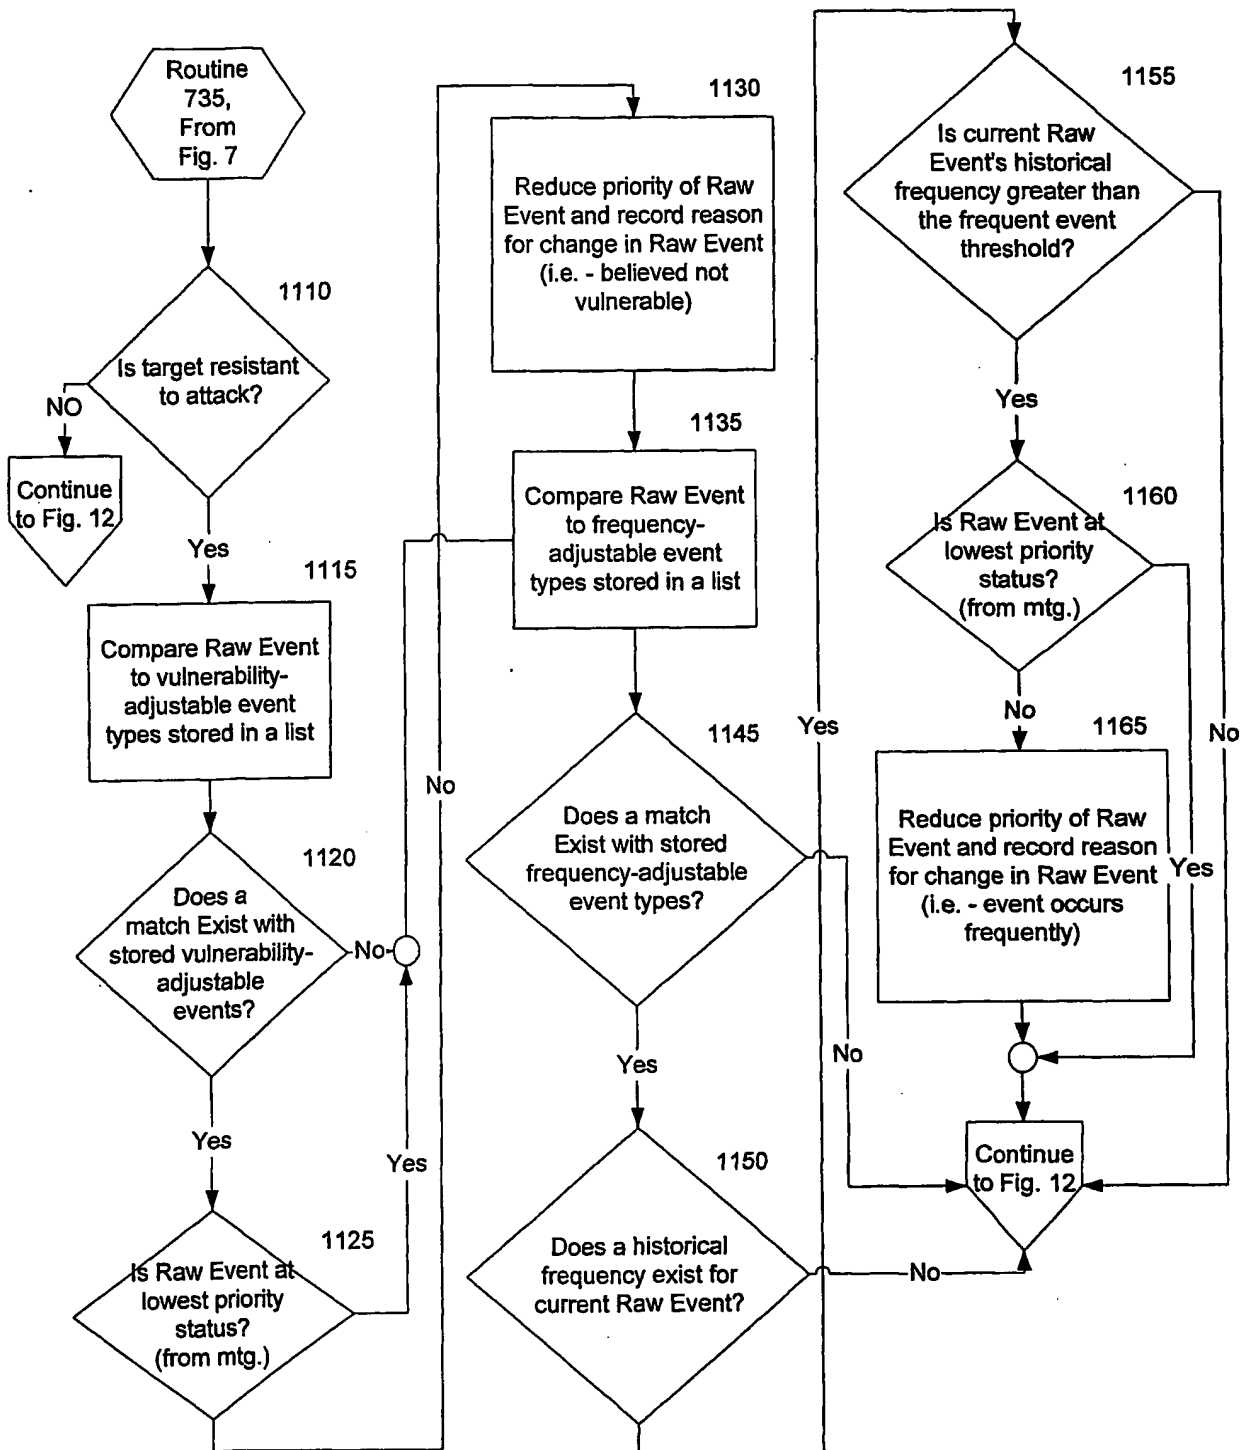 Routine
735,
From
Fig. 7
1110
Is target resistant
to attack?
NO
Continue
to Fig. 12
Yes
1115
Compare Raw Event
to vulnerability-
adjustable event
types stored in a list
1120
Does a
match Exist with
stored vulnerability-
adjustable
events?
No
Yes
Yes
1125
Is Raw Event at
lowest priority
status?
(from mtg.)
No
1130
Reduce priority of Raw
Event and record reason
for change in Raw Event
(i.e. - believed not
vulnerable)
1135
Compare Raw Event
to frequency-
adjustable event
types stored in a list
1145
Does a match
Exist with stored
frequency-adjustable
event types?
No
Yes
1150
Does a historical
frequency exist for
current Raw Event?
No
Yes
1155
Is current Raw
Event's historical
frequency greater than
the frequent event
threshold?
Yes
No
1160
Is Raw Event at
lowest priority
status?
(from mtg.)
No
Yes
1165
Reduce priority of Raw
Event and record reason
for change in Raw Event
(i.e. - event occurs
frequently)
Continue
to Fig. 12